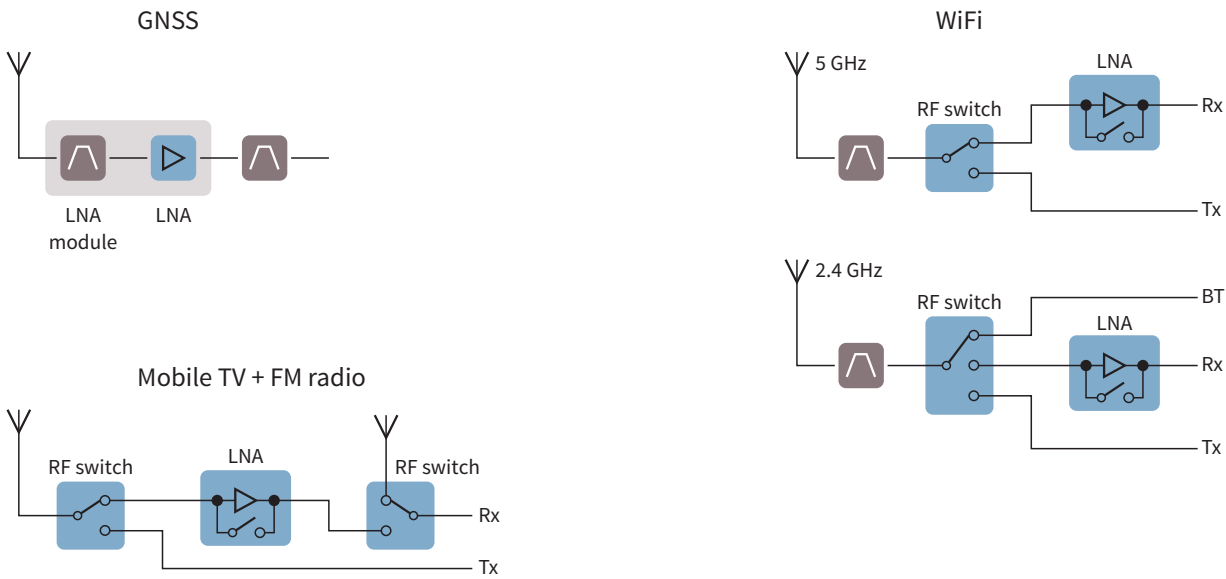 GNSS
LNA
module
LNA
Mobile TV + FM radio
RF switch
LNA
RF switch
Rx
Tx
WiFi
5 GHz
RF switch
LNA
Rx
Tx
2.4 GHz
RF switch
BT
LNA
Rx
Tx